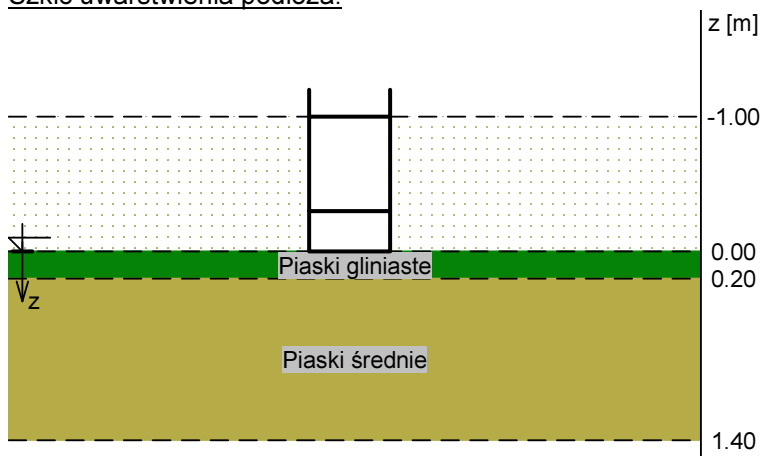 Szkic uwarstwienia podłoża:
z [m]
-1.00
0.00
Piaski gliniaste
0.20
z
Piaski średnie
1.40